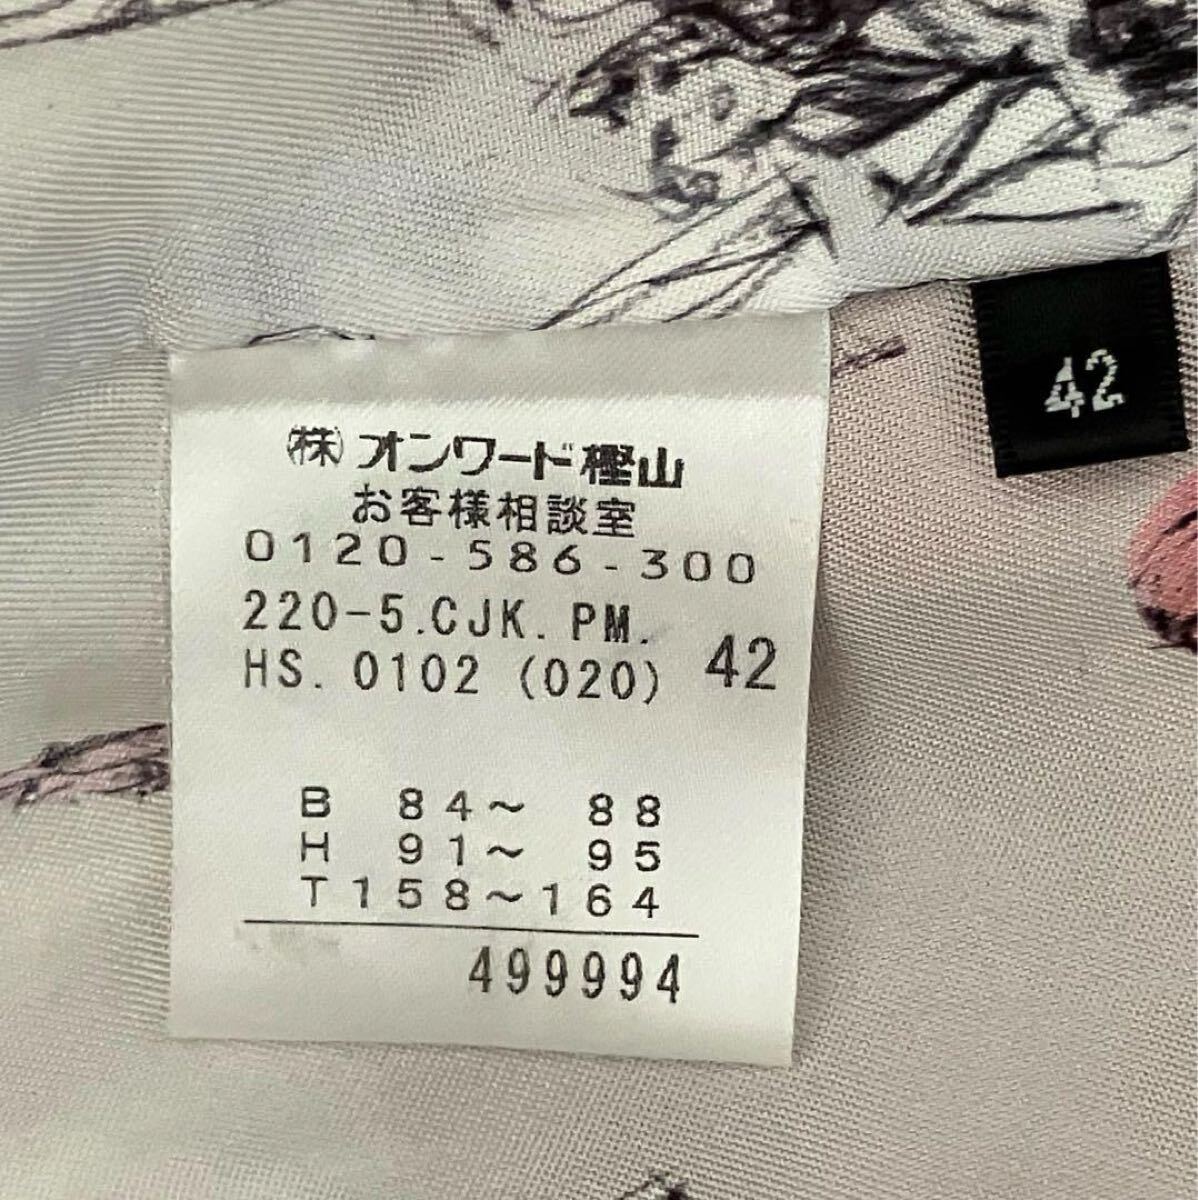 ㈱オンワード樫山
お客様相談室
0120-586-300
220-5.CJK.PM.
HS.0102(020) 42
B 84～ 88
H 91～ 95
T158～164
499994
42